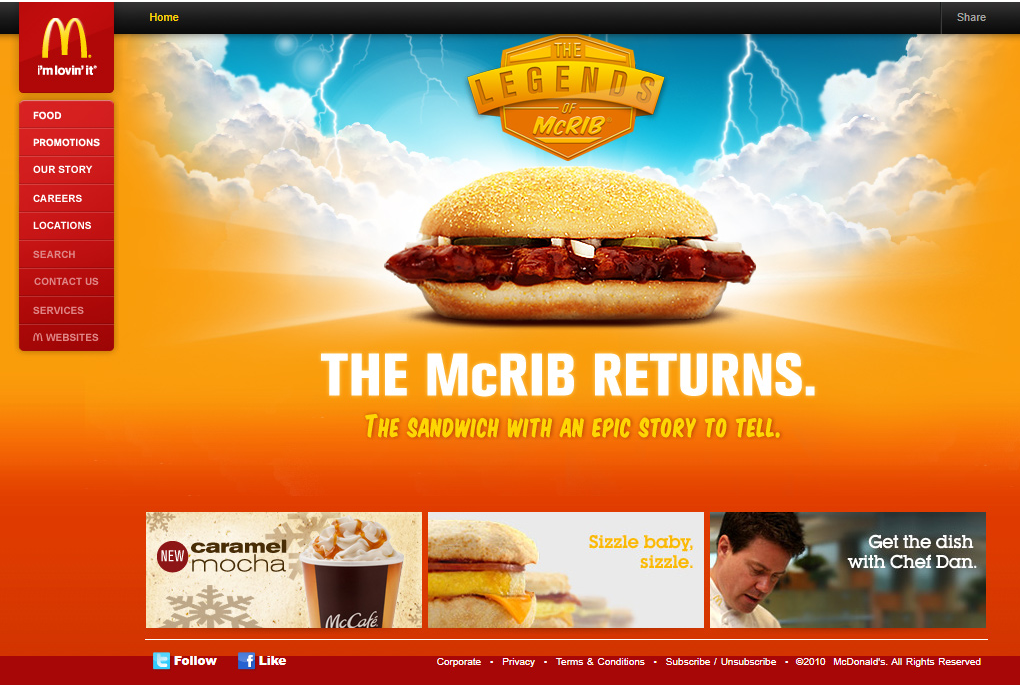 Home
Share
i'm lovin' it®
FOOD
PROMOTIONS
OUR STORY
CAREERS
LOCATIONS
SEARCH
CONTACT US
SERVICES
M WEBSITES
THE
LEGENDS
OF
McRIB
THE McRIB RETURNS.
THE SANDWICH WITH AN EPIC STORY TO TELL.
NEW
caramel
mocha
McCafé
Sizzle baby,
sizzle.
Get the dish
with Chef Dan.
Follow
Like
Corporate • Privacy • Terms & Conditions • Subscribe / Unsubscribe • ©2010 McDonald's. All Rights Reserved